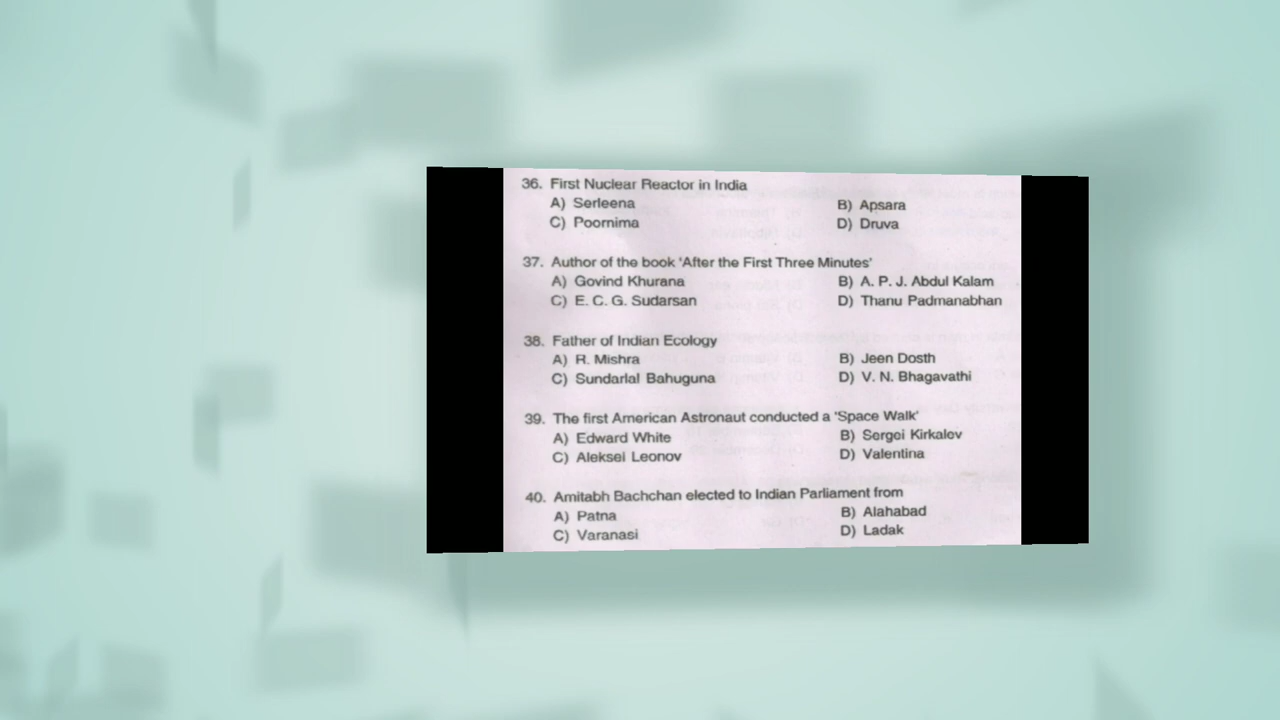 36. First Nuclear Reactor in India
A) Serleena B) Apsara
C) Poornima D) Druva
37. Author of the book 'After the First Three Minutes'
A) Govind Khurana B) A. P. J. Abdul Kalam
C) E. C. G. Sudarsan D) Thanu Padmanabhan
38. Father of Indian Ecology
A) R. Mishra B) Jeen Dosth
C) Sundarlal Bahuguna D) V. N. Bhagavathi
39. The first American Astronaut conducted a 'Space Walk'
A) Edward White B) Sergei Kirkalev
C) Aleksei Leonov D) Valentina
40. Amitabh Bachchan elected to Indian Parliament from
A) Patna B) Alahabad
C) Varanasi D) Ladak